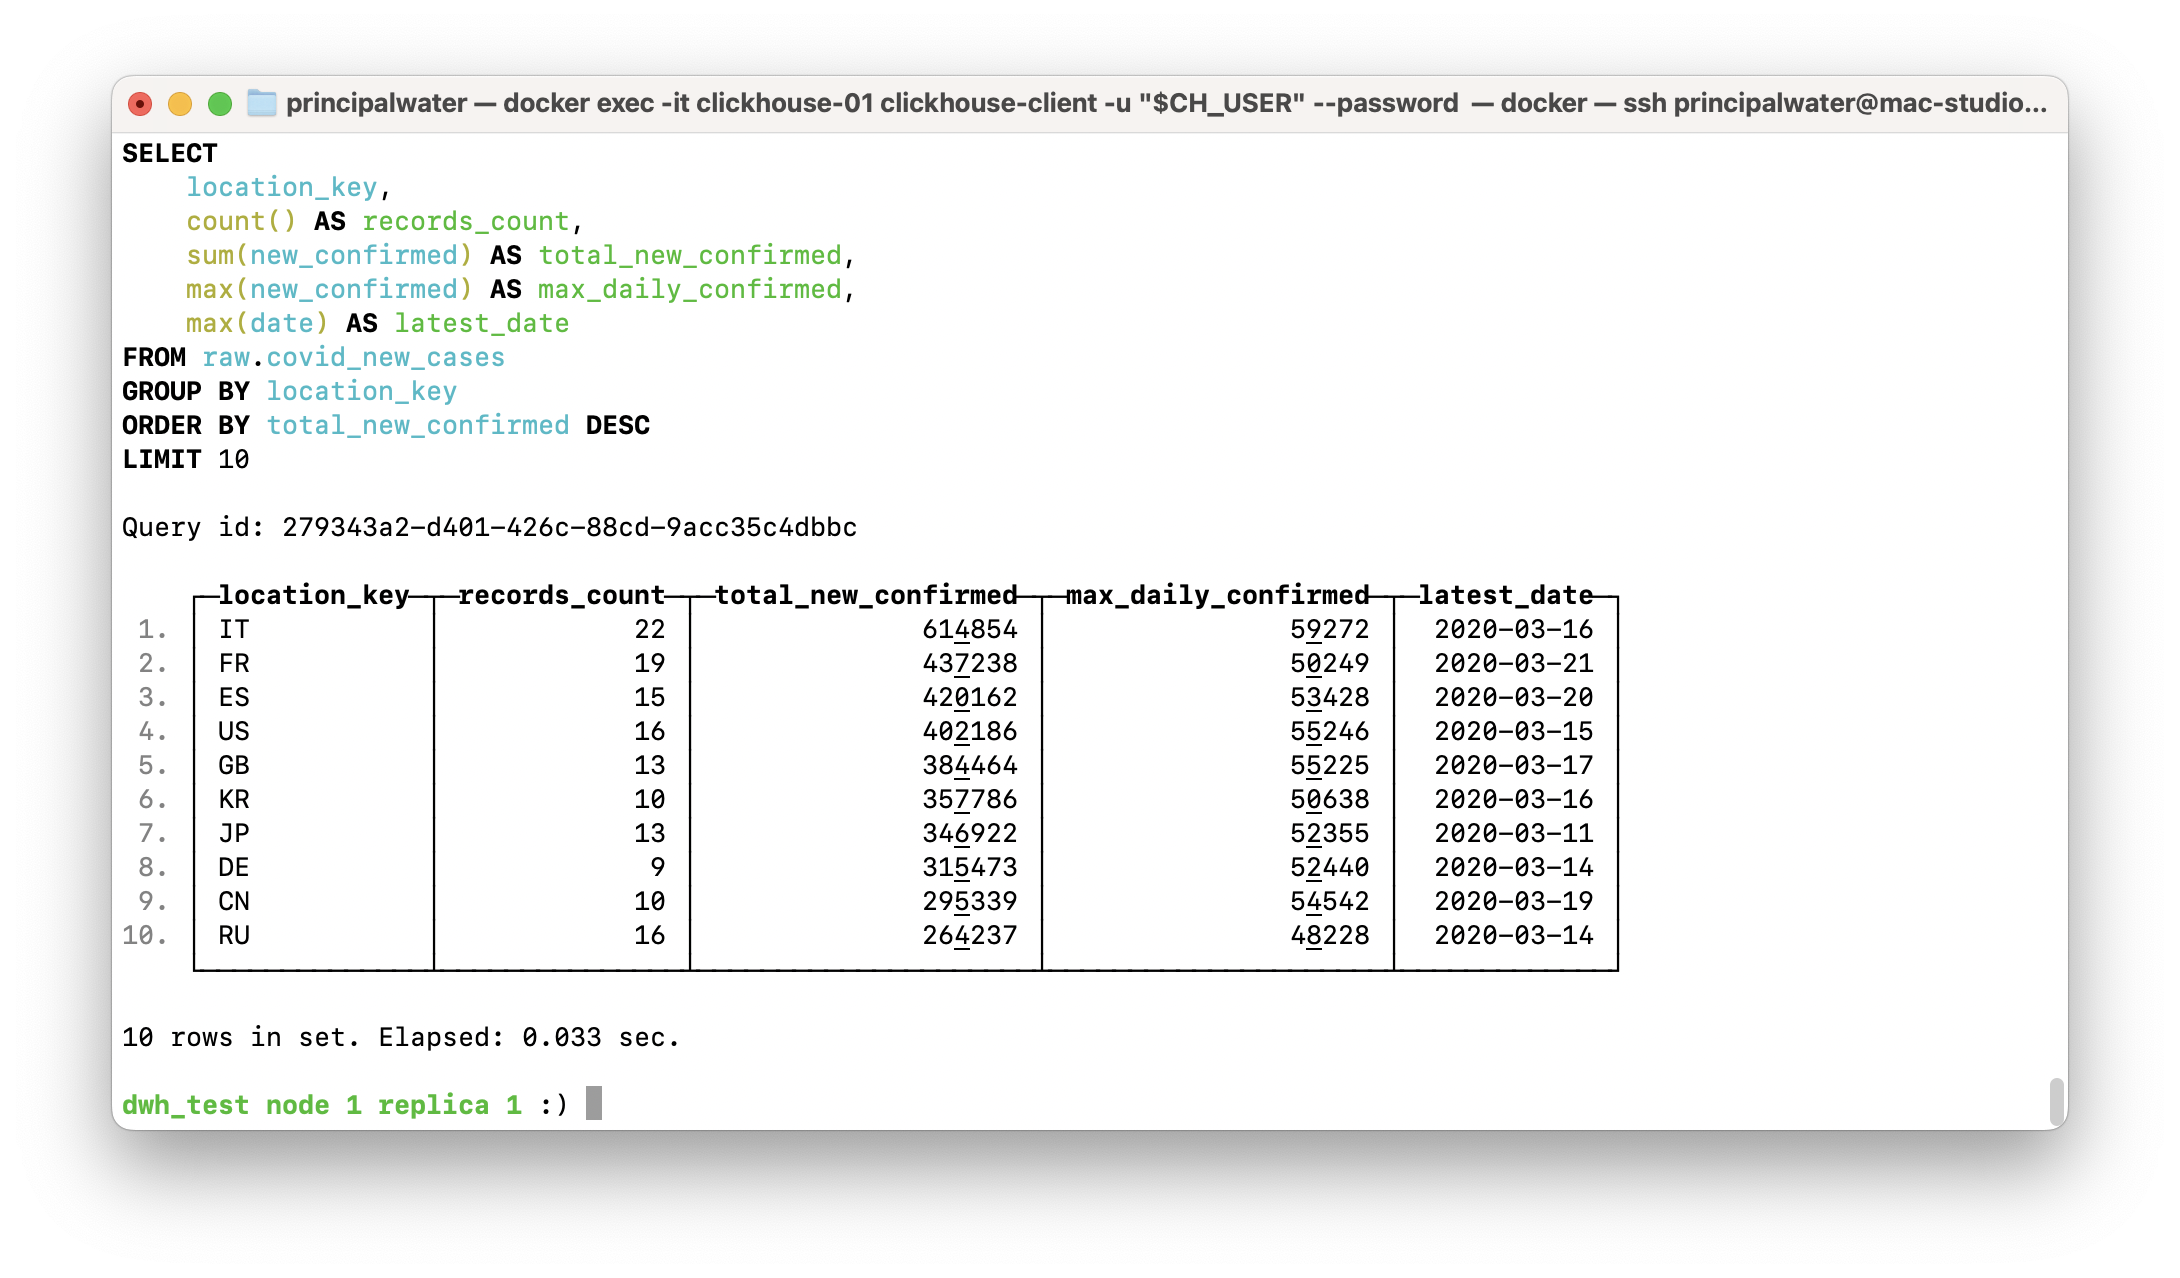 principalwater — docker exec -it clickhouse-01 clickhouse-client -u "$CH_USER" --password — docker — ssh principalwater@mac-studio...
SELECT
    location_key,
    count() AS records_count,
    sum(new_confirmed) AS total_new_confirmed,
    max(new_confirmed) AS max_daily_confirmed,
    max(date) AS latest_date
FROM raw.covid_new_cases
GROUP BY location_key
ORDER BY total_new_confirmed DESC
LIMIT 10
Query id: 279343a2-d401-426c-88cd-9acc35c4dbbc
location_key records_count total_new_confirmed max_daily_confirmed latest_date
1. IT 22 614854 59272 2020-03-16
2. FR 19 437238 50249 2020-03-21
3. ES 15 420162 53428 2020-03-20
4. US 16 402186 55246 2020-03-15
5. GB 13 384464 55225 2020-03-17
6. KR 10 357786 50638 2020-03-16
7. JP 13 346922 52355 2020-03-11
8. DE 9 315473 52440 2020-03-14
9. CN 10 295339 54542 2020-03-19
10. RU 16 264237 48228 2020-03-14
10 rows in set. Elapsed: 0.033 sec.
dwh_test node 1 replica 1 :)